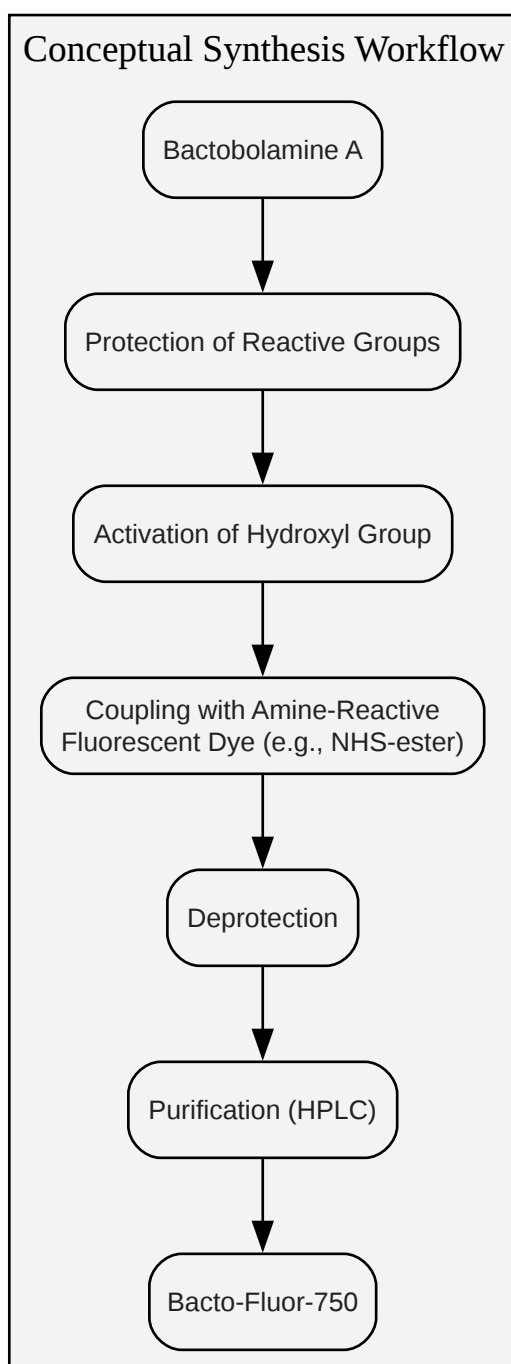 Conceptual Synthesis Workflow
Bactobolamine A
Protection of Reactive Groups
Activation of Hydroxyl Group
Coupling with Amine-Reactive
Fluorescent Dye (e.g., NHS-ester)
Deprotection
Purification (HPLC)
Bacto-Fluor-750